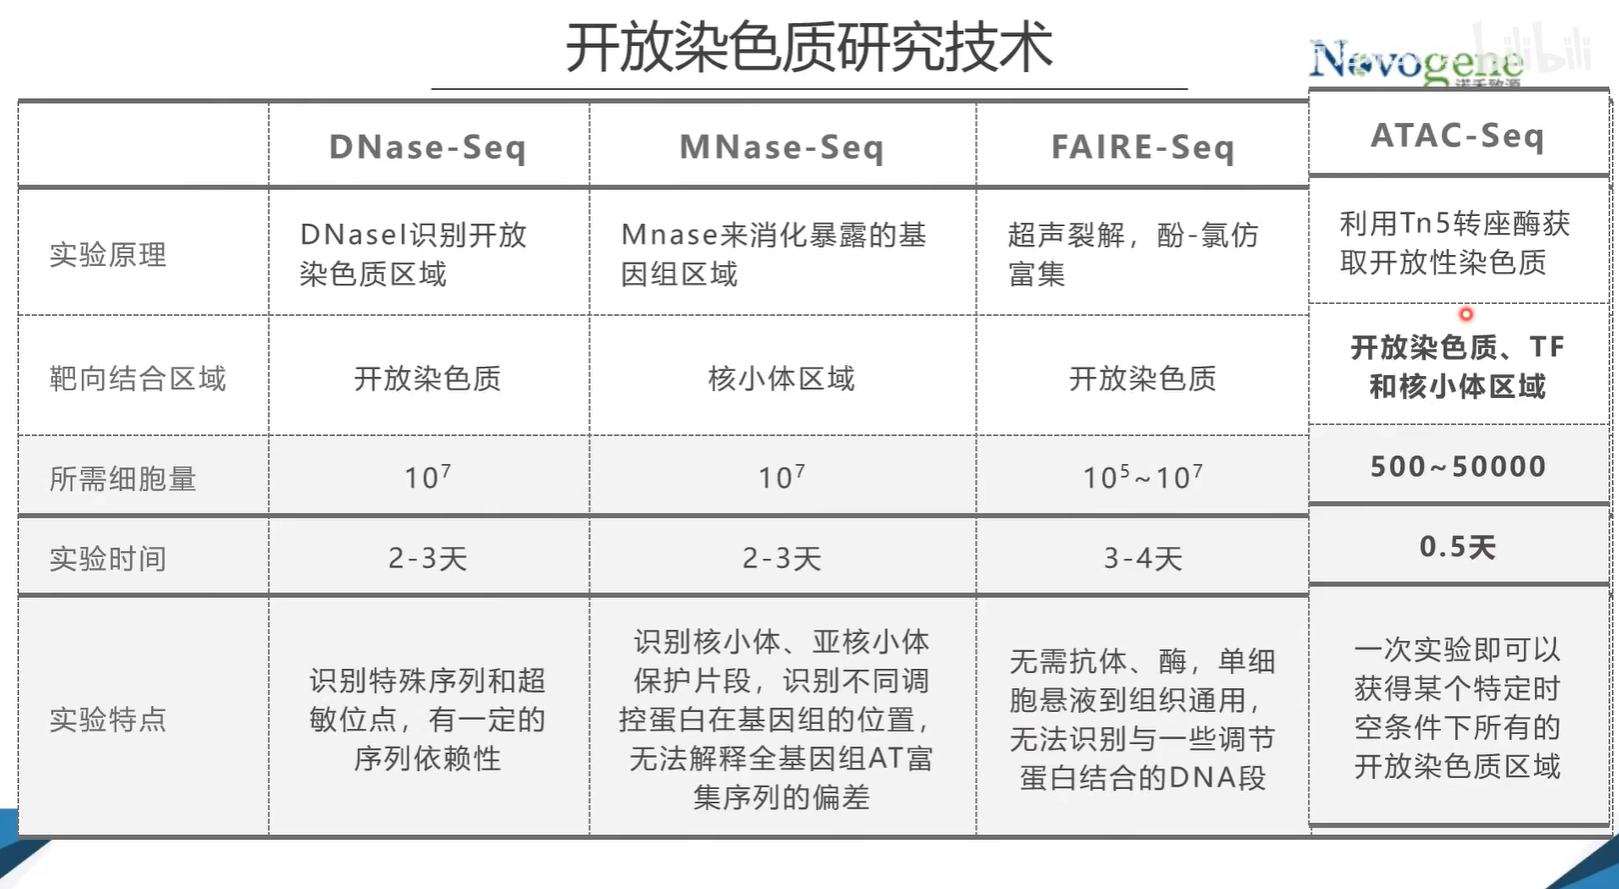 开放染色质研究技术
Novogene
诺禾致源
bilibili
DNase-Seq
MNase-Seq
FAIRE-Seq
ATAC-Seq
实验原理
DNaseI识别开放
染色质区域
Mnase来消化暴露的基
因组区域
超声裂解，酚-氯仿
富集
利用Tn5转座酶获
取开放性染色质
靶向结合区域
开放染色质
核小体区域
开放染色质
开放染色质、TF
和核小体区域
所需细胞量
10⁷
10⁷
10⁵~10⁷
500~50000
实验时间
2-3天
2-3天
3-4天
0.5天
实验特点
识别特殊序列和超
敏位点，有一定的
序列依赖性
识别核小体、亚核小体
保护片段，识别不同调
控蛋白在基因组的位置，
无法解释全基因组AT富
集序列的偏差
无需抗体、酶，单细
胞悬液到组织通用，
无法识别与一些调节
蛋白结合的DNA段
一次实验即可以
获得某个特定时
空条件下所有的
开放染色质区域